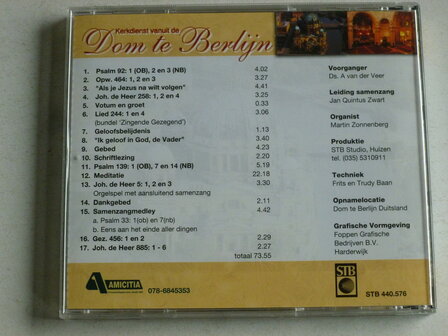 Kerkdienst vanuit de
Dom te Berlijn
1. Psalm 92: 1 (OB), 2 en 3 (NB) 4.02
2. Opw. 464: 1, 2 en 3 3.27
3. "Als je Jezus na wilt volgen" 4.41
4. Joh. de Heer 258: 1, 2 en 4 3.25
5. Votum en groet 0.33
6. Lied 244: 1 en 4 3.06
(bundel 'Zingende Gezegend')
7. Geloofsbelijdenis 1.13
8. "Ik geloof in God, de Vader" 3.40
9. Gebed 4.23
10. Schriftlezing 2.20
11. Psalm 139: 1 (OB), 7 en 14 (NB) 5.19
12. Meditatie 22.18
13. Joh. de Heer 5: 1, 2 en 3 3.30
Orgelspel met aansluitend samenzang
14. Dankgebed 2.11
15. Samenzangmedley 4.42
a. Psalm 33: 1(ob) en 7(nb)
b. Eens aan het einde aller dingen
16. Gez. 456: 1 en 2 2.29
17. Joh. de Heer 885: 1 - 6 2.27
totaal 73.55
Voorganger
Ds. A van der Veer
Leiding samenzang
Jan Quintus Zwart
Organist
Martin Zonnenberg
Produktie
STB Studio, Huizen
tel. (035) 5310911
Techniek
Frits en Trudy Baan
Opnamelocatie
Dom te Berlijn Duitsland
Grafische Vormgeving
Foppen Grafische
Bedrijven B.V.
Harderwijk
AMICITIA
078-6845353
STB
STB 440.576